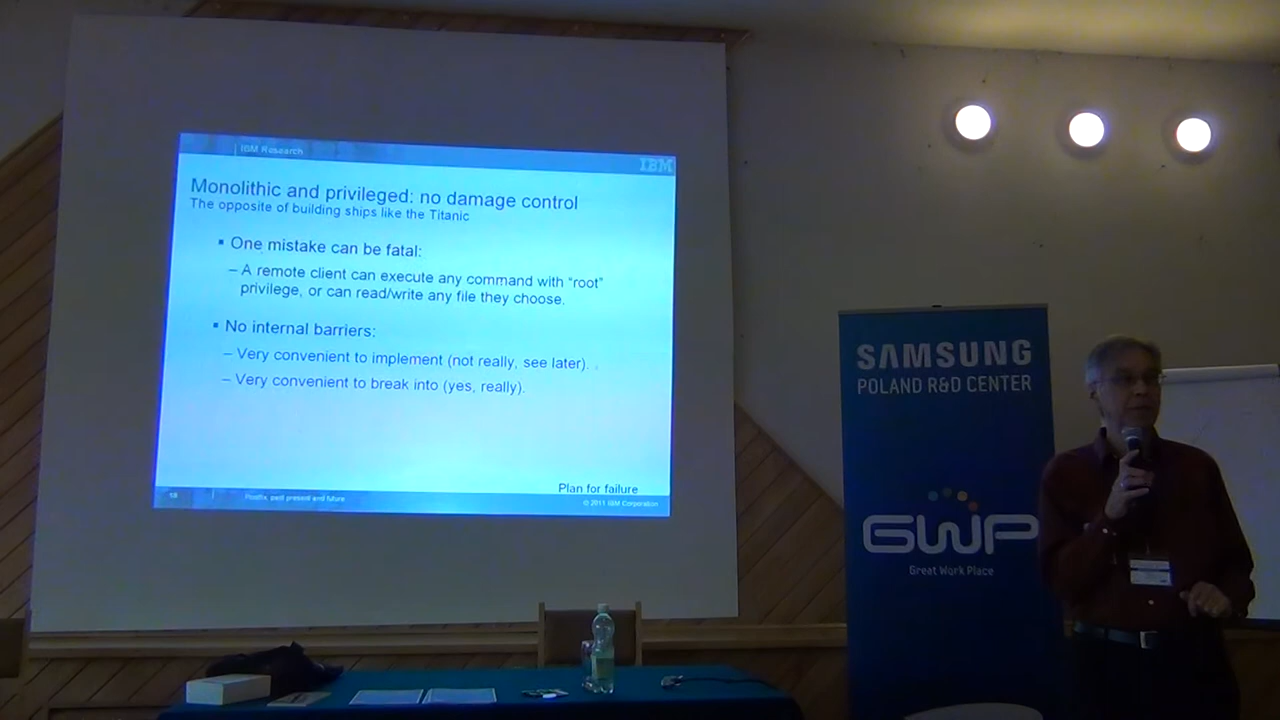 IBM Research
IBM
Monolithic and privileged: no damage control
The opposite of building ships like the Titanic
▪ One mistake can be fatal:
– A remote client can execute any command with "root"
privilege, or can read/write any file they choose.
▪ No internal barriers:
– Very convenient to implement (not really, see later).
– Very convenient to break into (yes, really).
Plan for failure
Postfix, past present and future
© 2011 IBM Corporation
SAMSUNG
POLAND R&D CENTER
GWP
Great Work Place